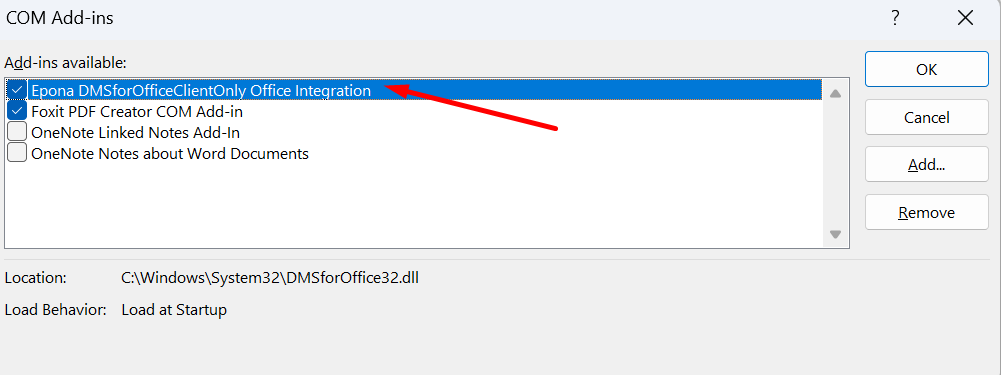 COM Add-ins
?
Add-ins available:
Epona DMSforOfficeClientOnly Office Integration
Foxit PDF Creator COM Add-in
OneNote Linked Notes Add-In
OneNote Notes about Word Documents
OK
Cancel
Add...
Remove
Location: C:\Windows\System32\DMSforOffice32.dll
Load Behavior: Load at Startup